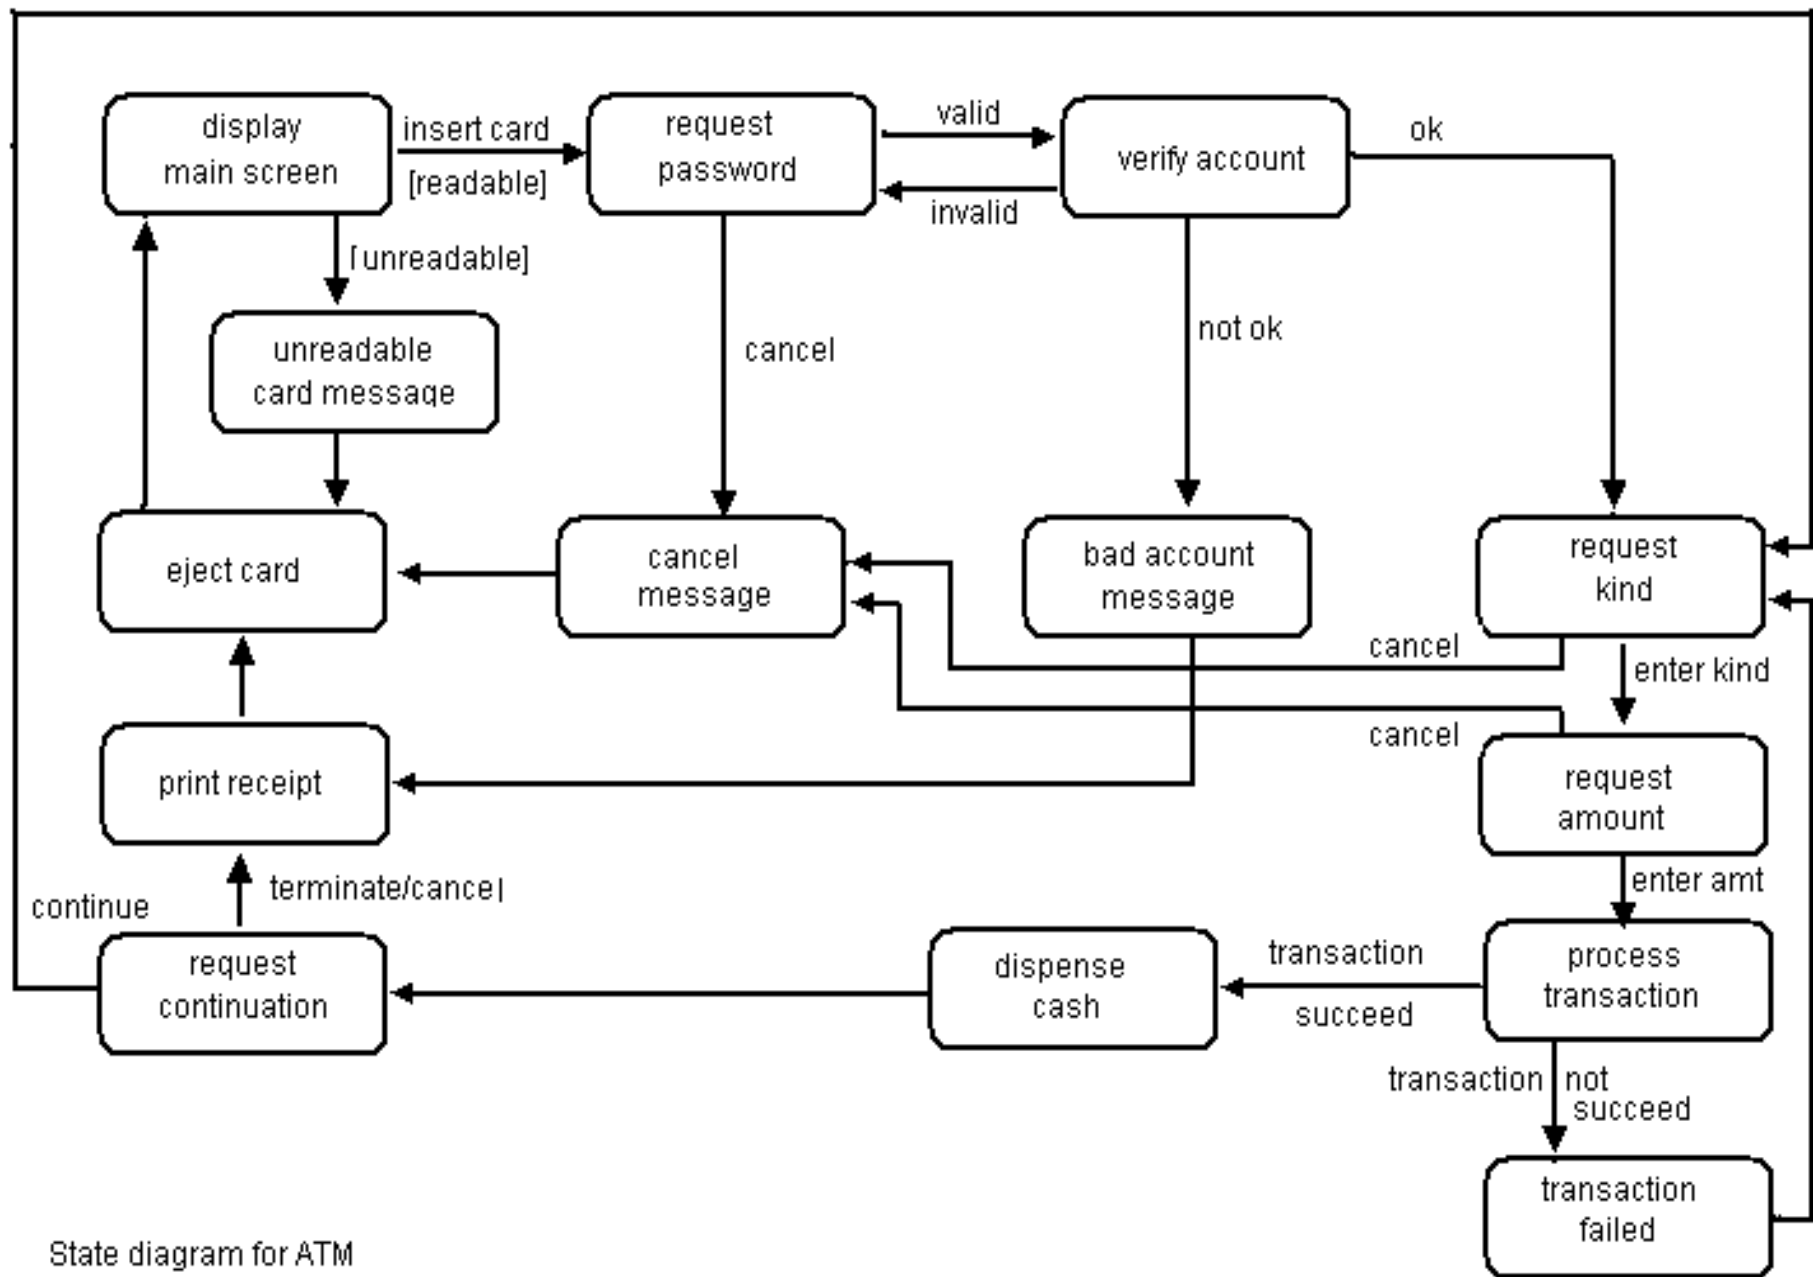 display
main screen
insert card
[readable]
request
password
valid
invalid
verify account
ok
[unreadable]
unreadable
card message
cancel
not ok
eject card
cancel
message
bad account
message
request
kind
cancel
enter kind
cancel
print receipt
request
amount
terminate/cancel
enter amt
continue
request
continuation
dispense
cash
transaction
succeed
process
transaction
transaction not
succeed
transaction
failed
State diagram for ATM